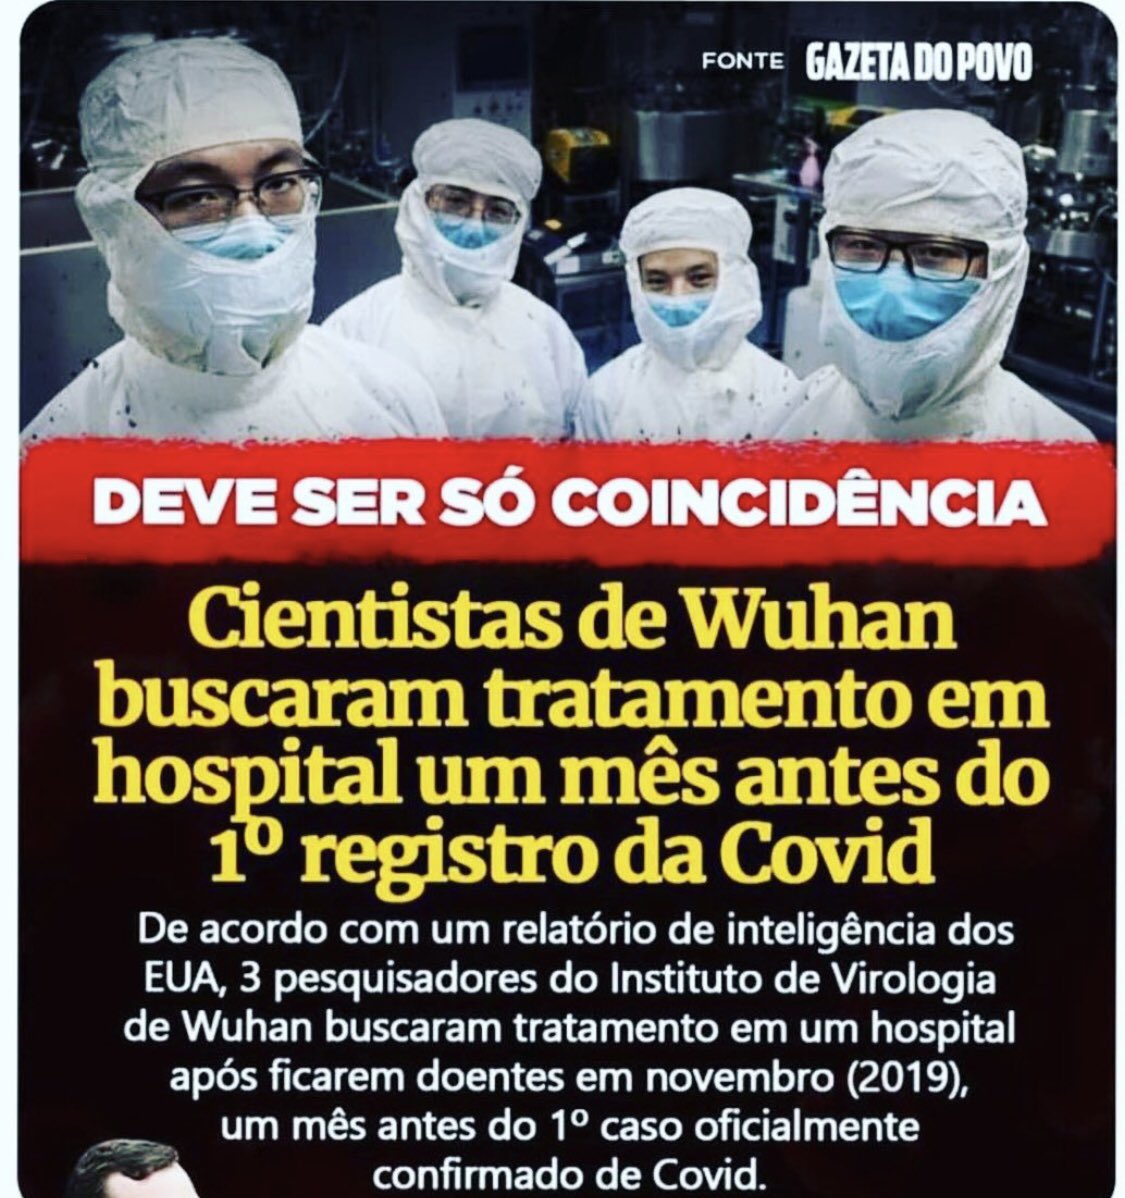 FONTE GAZETA DO POVO
DEVE SER SÓ COINCIDÊNCIA
Cientistas de Wuhan
buscaram tratamento em
hospital um mês antes do
1º registro da Covid
De acordo com um relatório de inteligência dos
EUA, 3 pesquisadores do Instituto de Virologia
de Wuhan buscaram tratamento em um hospital
após ficarem doentes em novembro (2019),
um mês antes do 1º caso oficialmente
confirmado de Covid.